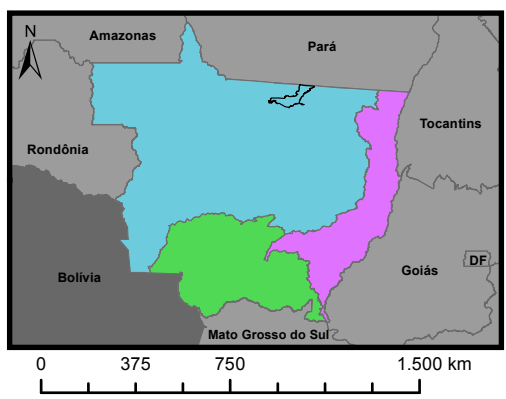 N
Amazonas
Pará
Tocantins
Rondônia
Bolívia
Goiás
DF
Mato Grosso do Sul
0 375 750 1.500 km